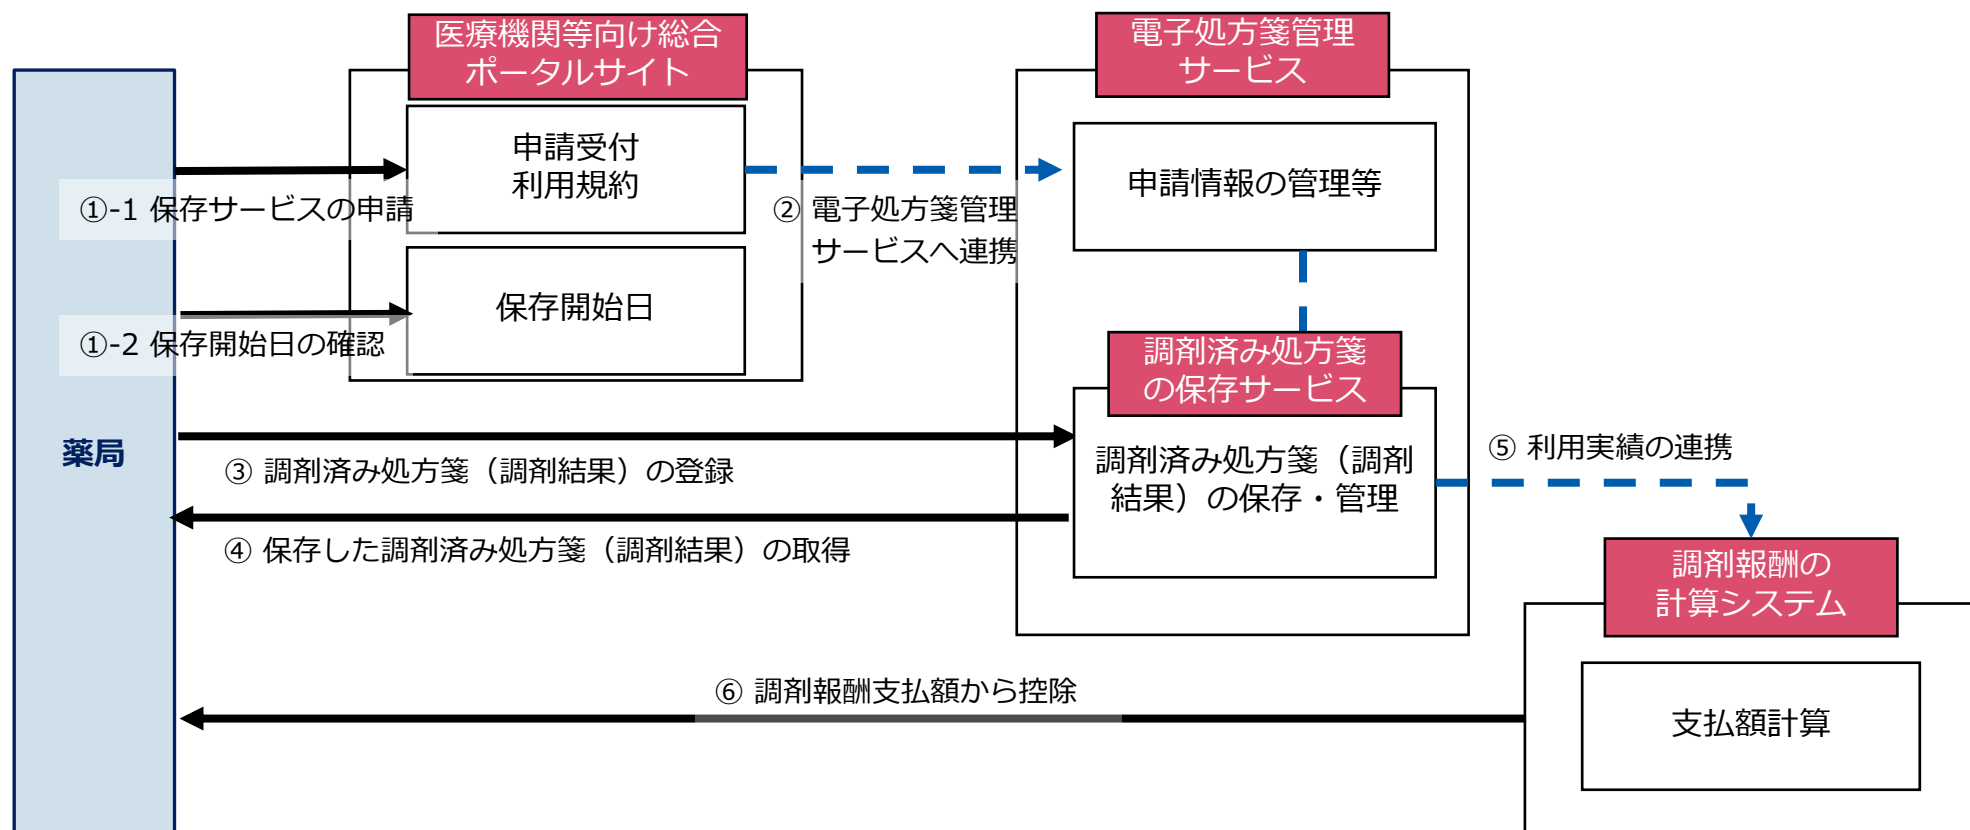 医療機関等向け総合
ポータルサイト
電子処方箋管理
サービス
申請受付
利用規約
申請情報の管理等
①-1 保存サービスの申請
② 電子処方箋管理
サービスへ連携
保存開始日
①-2 保存開始日の確認
調剤済み処方箋
の保存サービス
薬局
③ 調剤済み処方箋（調剤結果）の登録
調剤済み処方箋（調剤
結果）の保存・管理
⑤ 利用実績の連携
④ 保存した調剤済み処方箋（調剤結果）の取得
調剤報酬の
計算システム
⑥ 調剤報酬支払額から控除
支払額計算